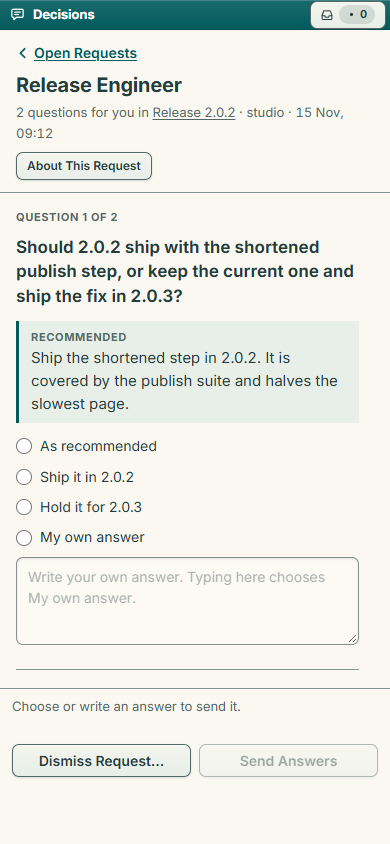 Decisions
• 0
Open Requests
Release Engineer
2 questions for you in Release 2.0.2 · studio · 15 Nov,
09:12
About This Request
QUESTION 1 OF 2
Should 2.0.2 ship with the shortened
publish step, or keep the current one and
ship the fix in 2.0.3?
RECOMMENDED
Ship the shortened step in 2.0.2. It is
covered by the publish suite and halves the
slowest page.
As recommended
Ship it in 2.0.2
Hold it for 2.0.3
My own answer
Write your own answer. Typing here chooses
My own answer.
Choose or write an answer to send it.
Dismiss Request...
Send Answers